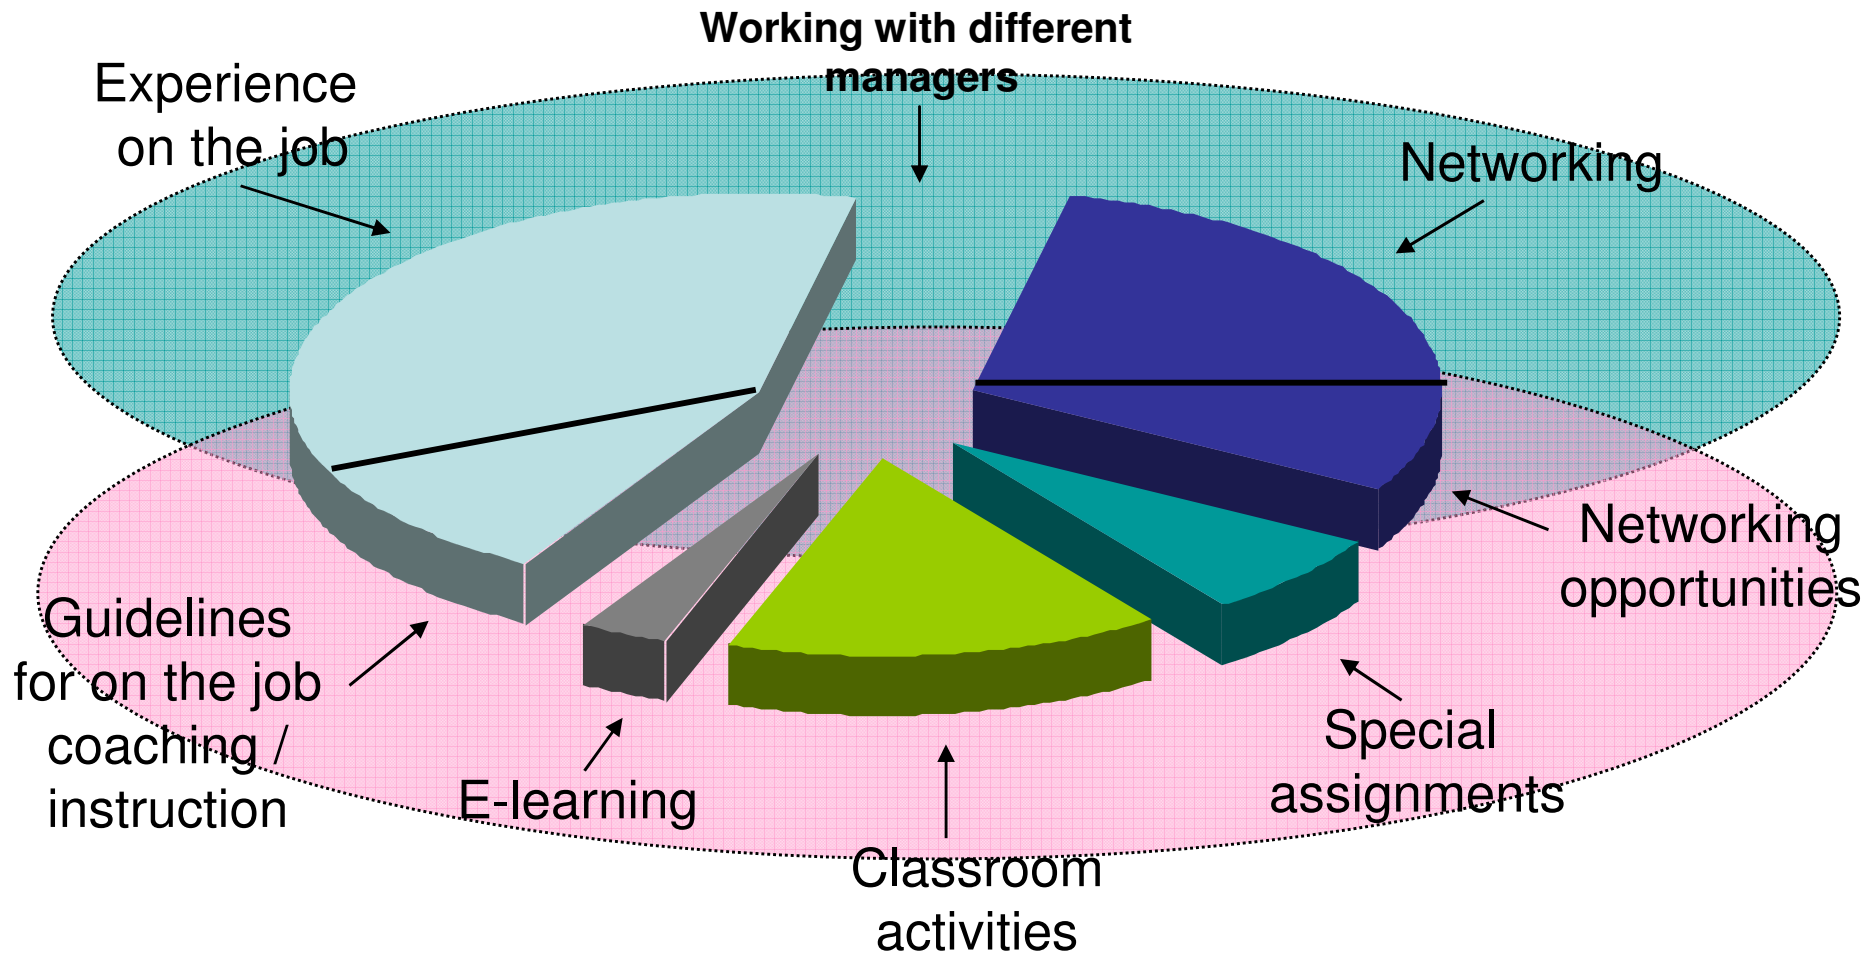 Working with different
managers
Experience
on the job
Networking
Networking
opportunities
Guidelines
for on the job
coaching /
instruction
E-learning
Special
assignments
Classroom
activities